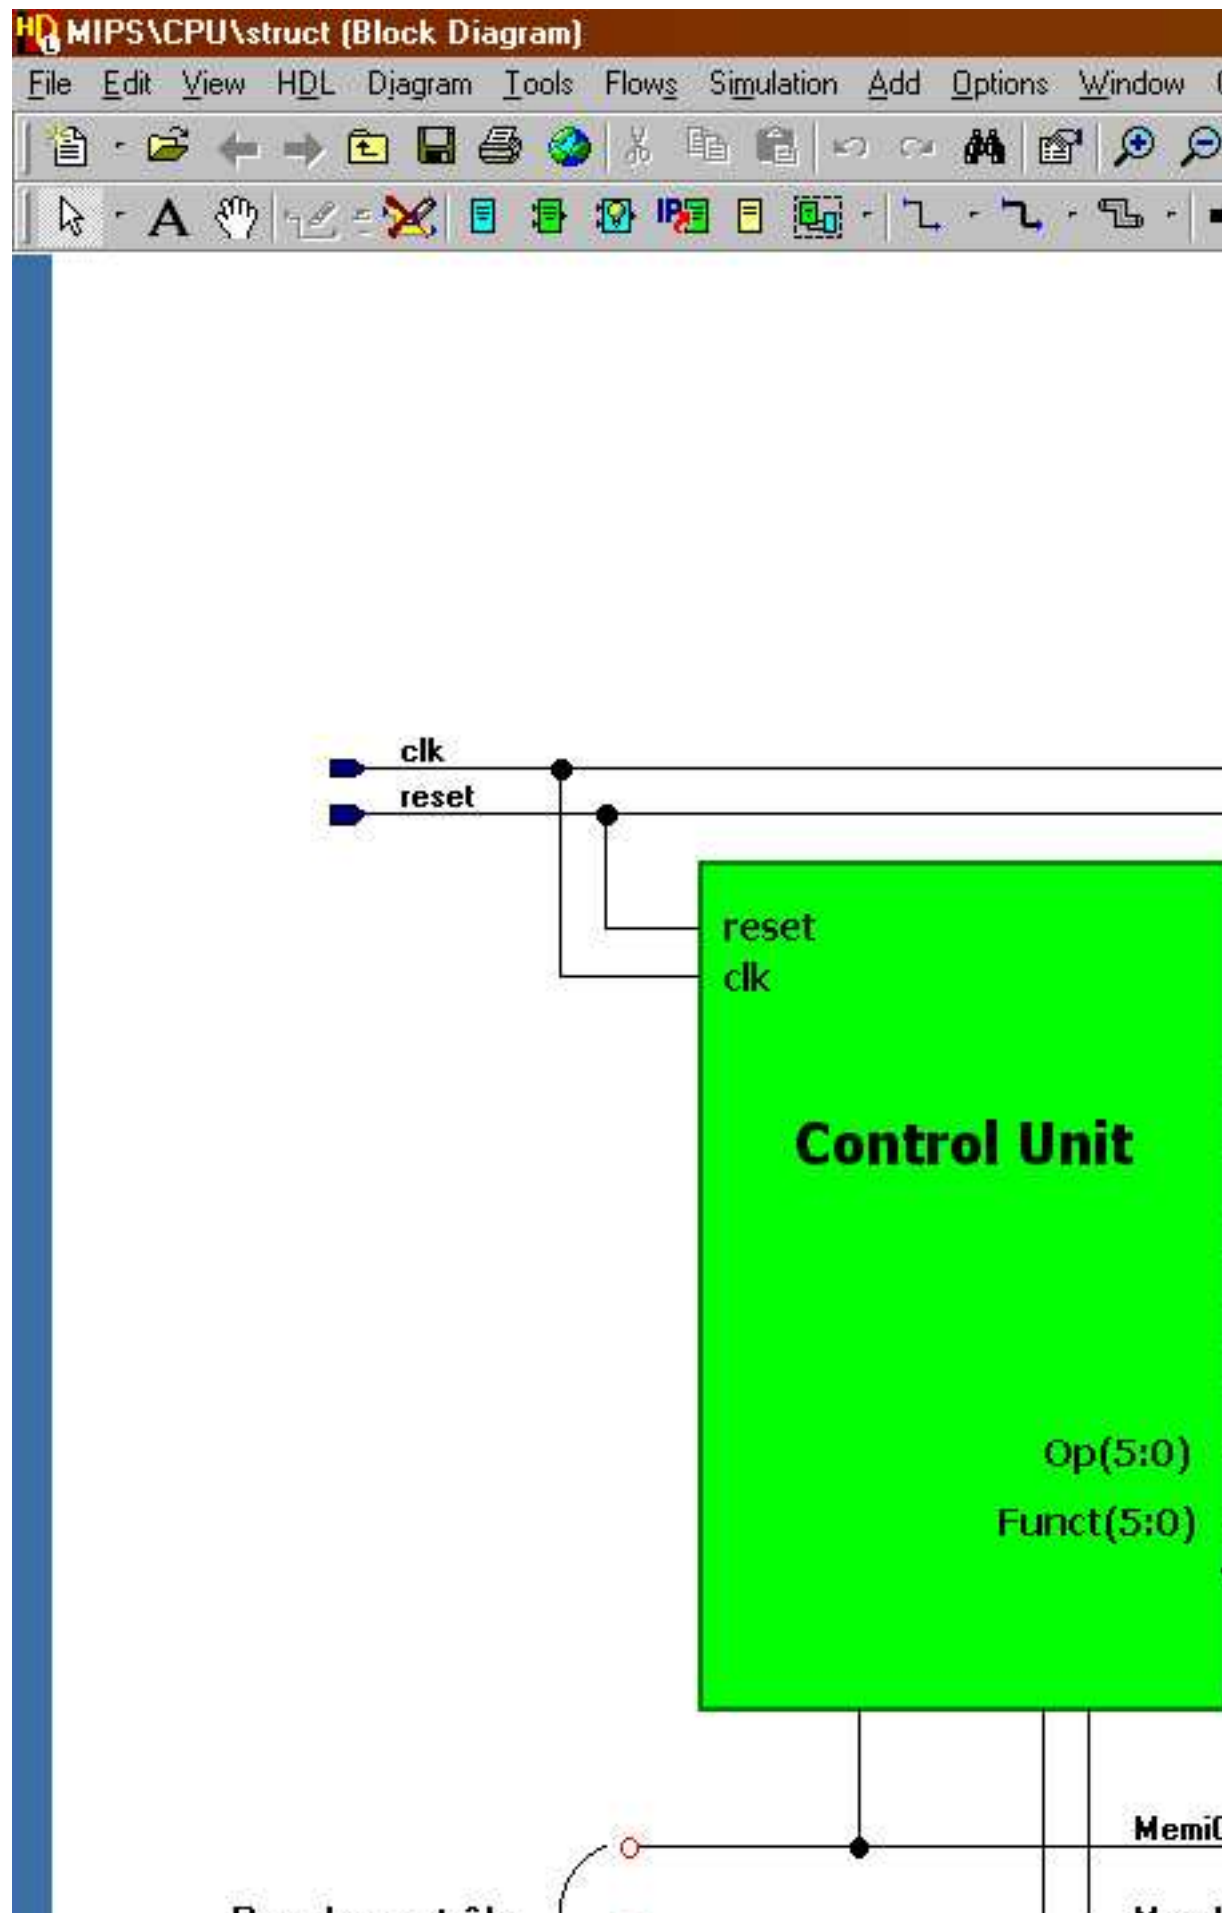 MIPS\CPU\struct (Block Diagram)
File Edit View HDL Diagram Tools Flows Simulation Add Options Window
A IP
clk
reset
reset
clk
Control Unit
Op(5:0)
Funct(5:0)